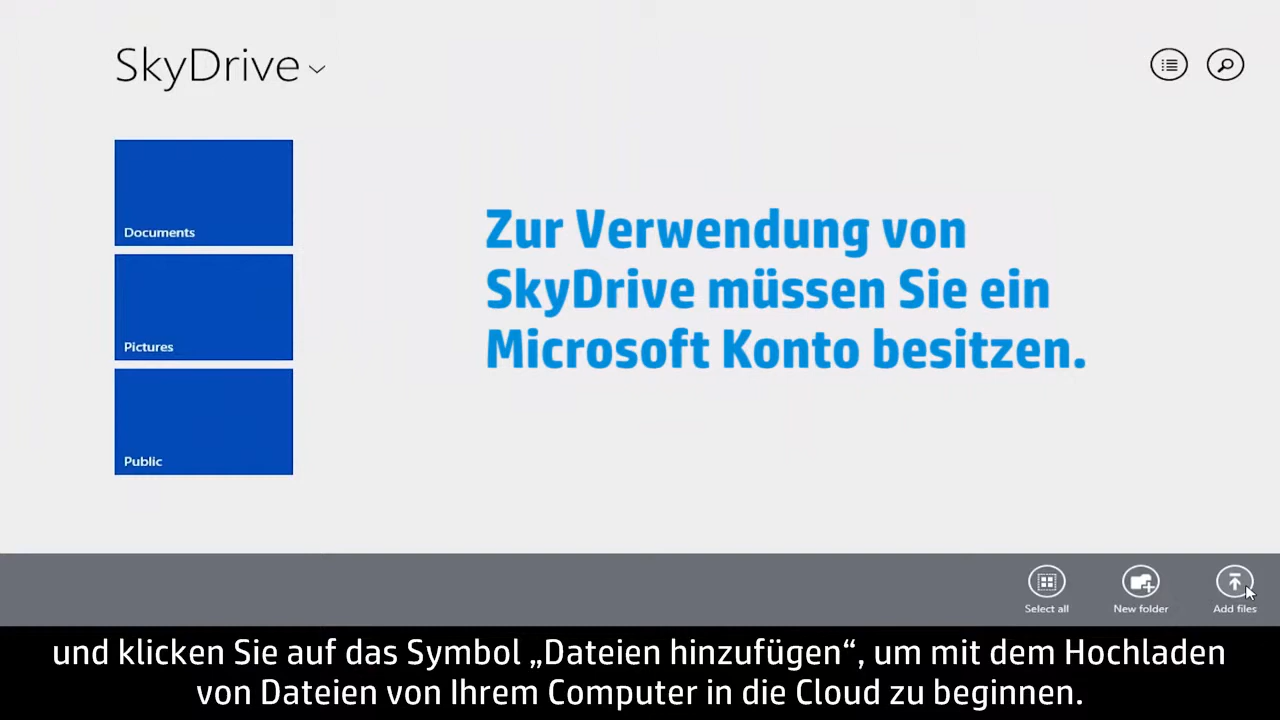 SkyDrive
Documents
Pictures
Public
Zur Verwendung von
SkyDrive müssen Sie ein
Microsoft Konto besitzen.
Select all
New folder
Add files
und klicken Sie auf das Symbol „Dateien hinzufügen“, um mit dem Hochladen
von Dateien von Ihrem Computer in die Cloud zu beginnen.